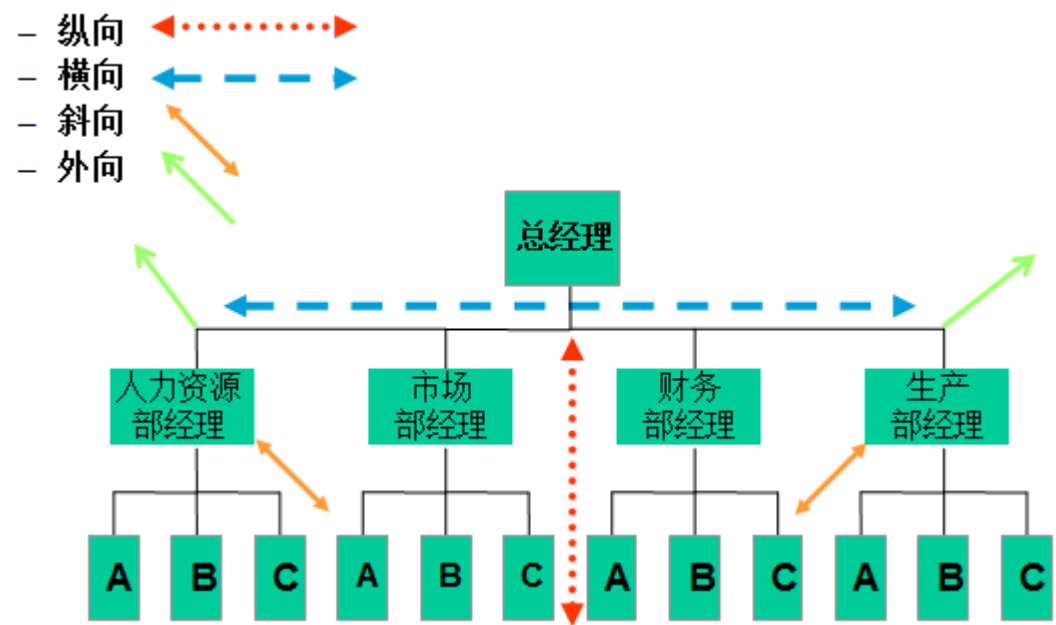 – 纵向
– 横向
– 斜向
– 外向
总经理
人力资源
部经理
市场
部经理
财务
部经理
生产
部经理
A B C A B C A B C A B C